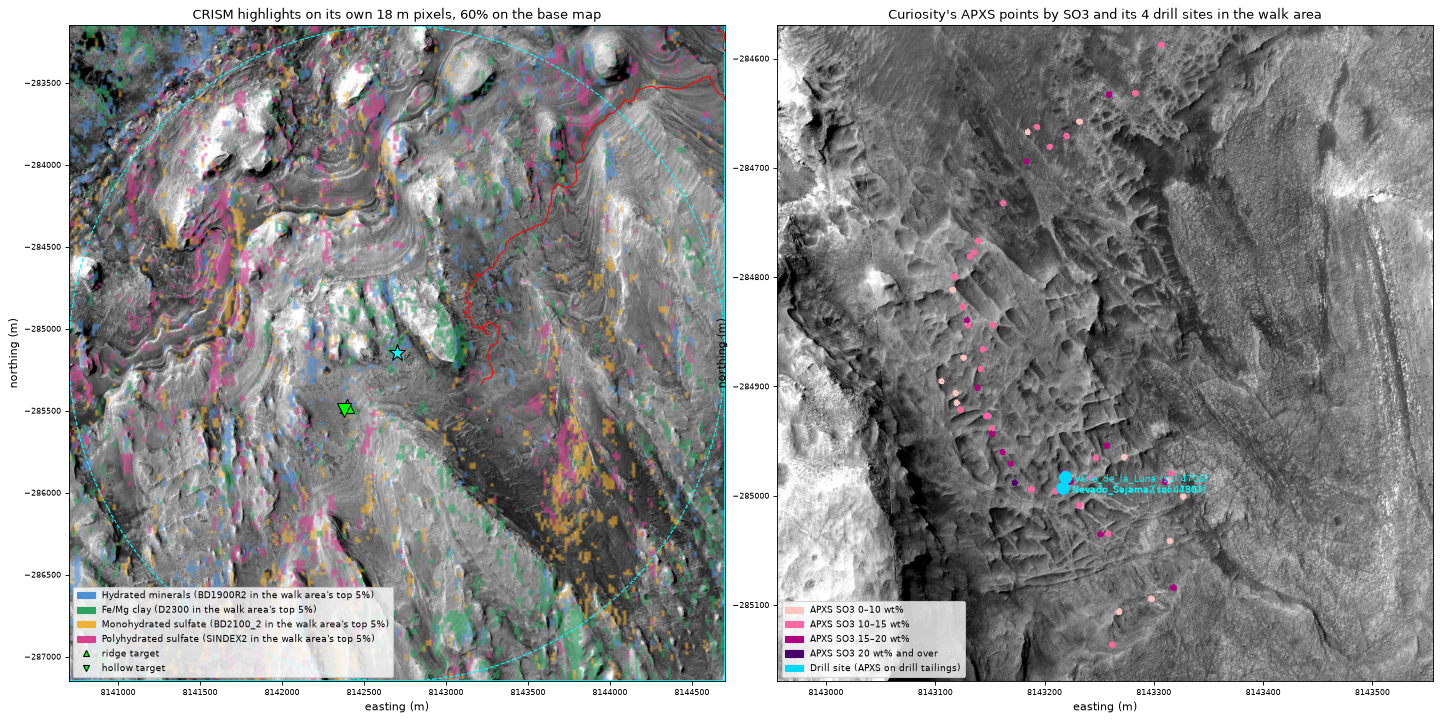 CRISM highlights on its own 18 m pixels, 60% on the base map
northing (m)
−283500
−284000
−284500
−285000
−285500
−286000
−286500
−287000
Hydrated minerals (BD1900R2 in the walk area's top 5%)
Fe/Mg clay (D2300 in the walk area's top 5%)
Monohydrated sulfate (BD2100_2 in the walk area's top 5%)
Polyhydrated sulfate (SINDEX2 in the walk area's top 5%)
ridge target
hollow target
8141000 8141500 8142000 8142500 8143000 8143500 8144000 8144500
easting (m)
Curiosity's APXS points by SO3 and its 4 drill sites in the walk area
northing (m)
−284600
−284700
−284800
−284900
−285000
−285100
Valle_de_la_Luna (sol
Nevado_Sajama
APXS SO3 0–10 wt%
APXS SO3 10–15 wt%
APXS SO3 15–20 wt%
APXS SO3 20 wt% and over
Drill site (APXS on drill tailings)
8143000 8143100 8143200 8143300 8143400 8143500
easting (m)